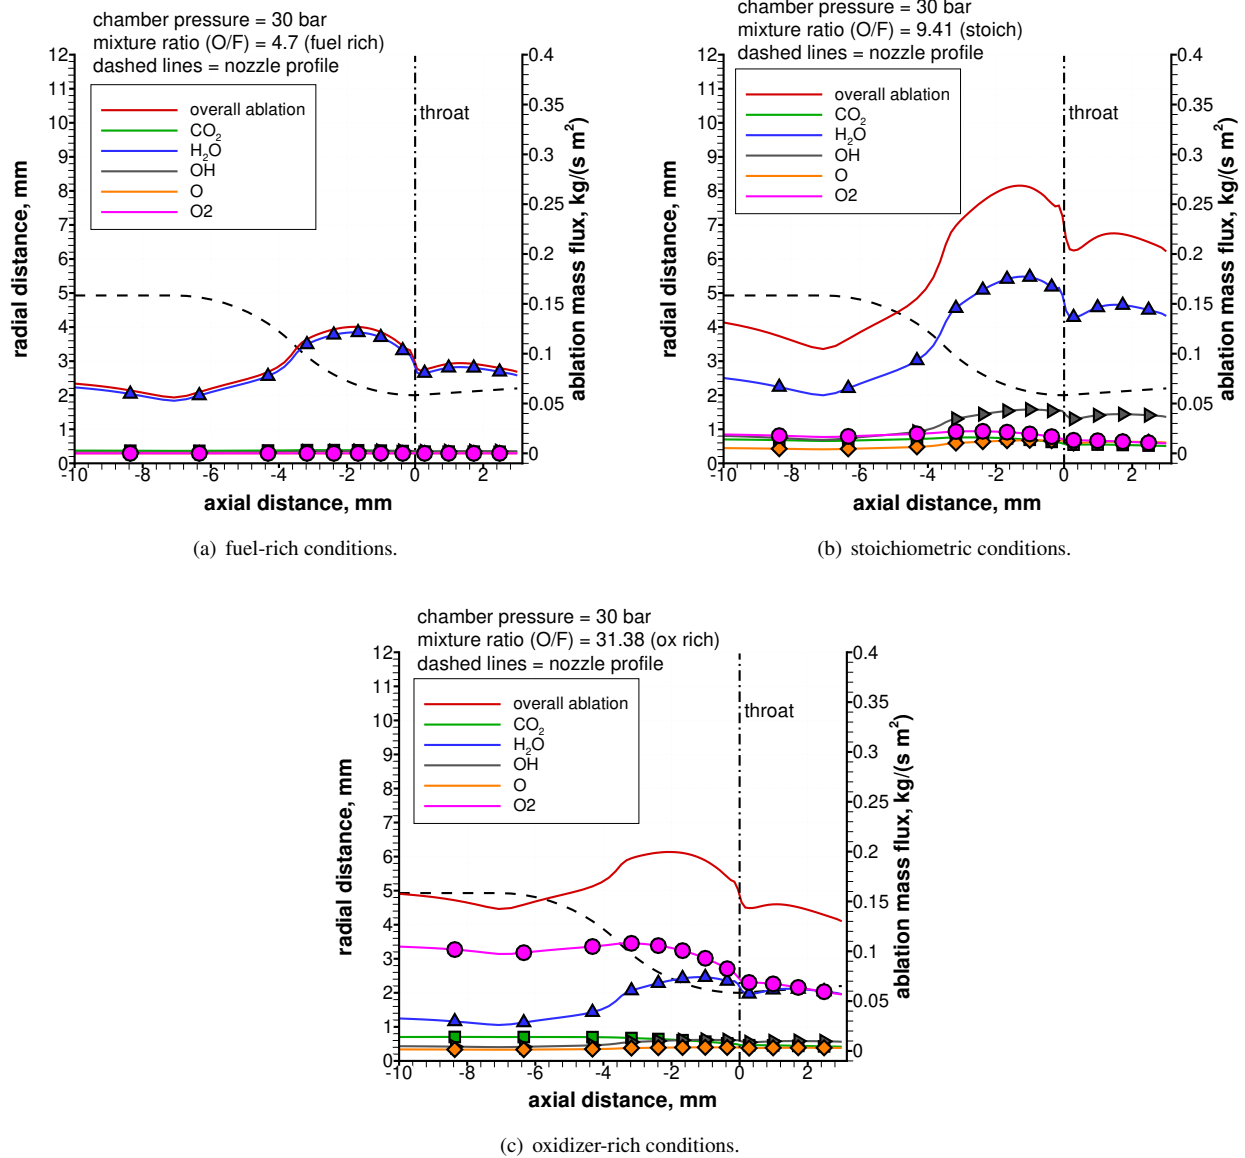 chamber pressure = 30 bar
mixture ratio (O/F) = 4.7 (fuel rich)
dashed lines = nozzle profile
overall ablation
CO2
H2O
OH
O
O2
throat
12
11
10
9
8
7
6
5
4
3
2
1
0
radial distance, mm
0.4
0.35
0.3
0.25
0.2
0.15
0.1
0.05
0
ablation mass flux, kg/(s m²)
-10
-8
-6
-4
-2
0
2
axial distance, mm
(a) fuel-rich conditions.
chamber pressure = 30 bar
mixture ratio (O/F) = 9.41 (stoich)
dashed lines = nozzle profile
overall ablation
CO2
H2O
OH
O
O2
throat
12
11
10
9
8
7
6
5
4
3
2
1
0
radial distance, mm
0.4
0.35
0.3
0.25
0.2
0.15
0.1
0.05
0
ablation mass flux, kg/(s m²)
-10
-8
-6
-4
-2
0
2
axial distance, mm
(b) stoichiometric conditions.
chamber pressure = 30 bar
mixture ratio (O/F) = 31.38 (ox rich)
dashed lines = nozzle profile
overall ablation
CO2
H2O
OH
O
O2
throat
12
11
10
9
8
7
6
5
4
3
2
1
0
radial distance, mm
0.4
0.35
0.3
0.25
0.2
0.15
0.1
0.05
0
ablation mass flux, kg/(s m²)
-10
-8
-6
-4
-2
0
2
axial distance, mm
(c) oxidizer-rich conditions.